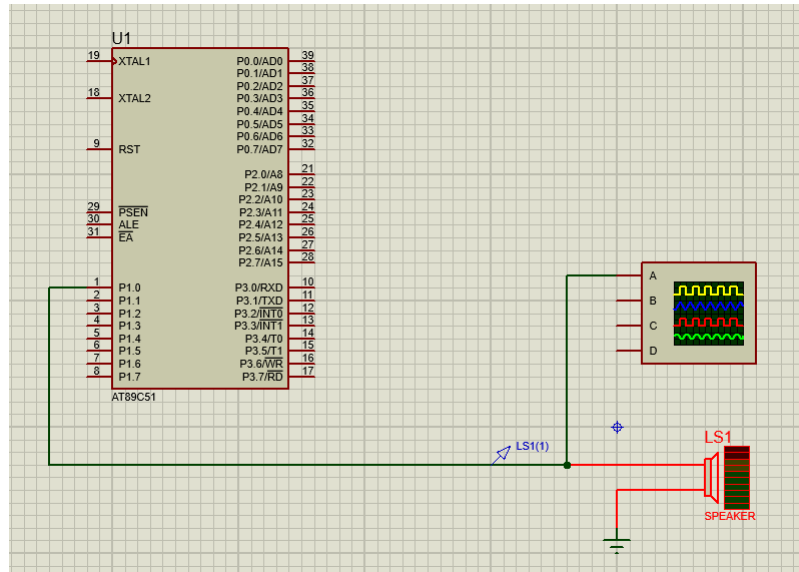 U1
19 XTAL1 P0.0/AD0 39
P0.1/AD1 38
P0.2/AD2 37
18 XTAL2 P0.3/AD3 36
P0.4/AD4 35
P0.5/AD5 34
P0.6/AD6 33
9 RST P0.7/AD7 32
P2.0/A8 21
P2.1/A9 22
P2.2/A10 23
29 PSEN P2.3/A11 24
30 ALE P2.4/A12 25
31 EA P2.5/A13 26
P2.6/A14 27
P2.7/A15 28
1 P1.0 P3.0/RXD 10
2 P1.1 P3.1/TXD 11
3 P1.2 P3.2/INT0 12
4 P1.3 P3.3/INT1 13
5 P1.4 P3.4/T0 14
6 P1.5 P3.5/T1 15
7 P1.6 P3.6/WR 16
8 P1.7 P3.7/RD 17
AT89C51
A
B
C
D
LS1(1)
LS1
SPEAKER